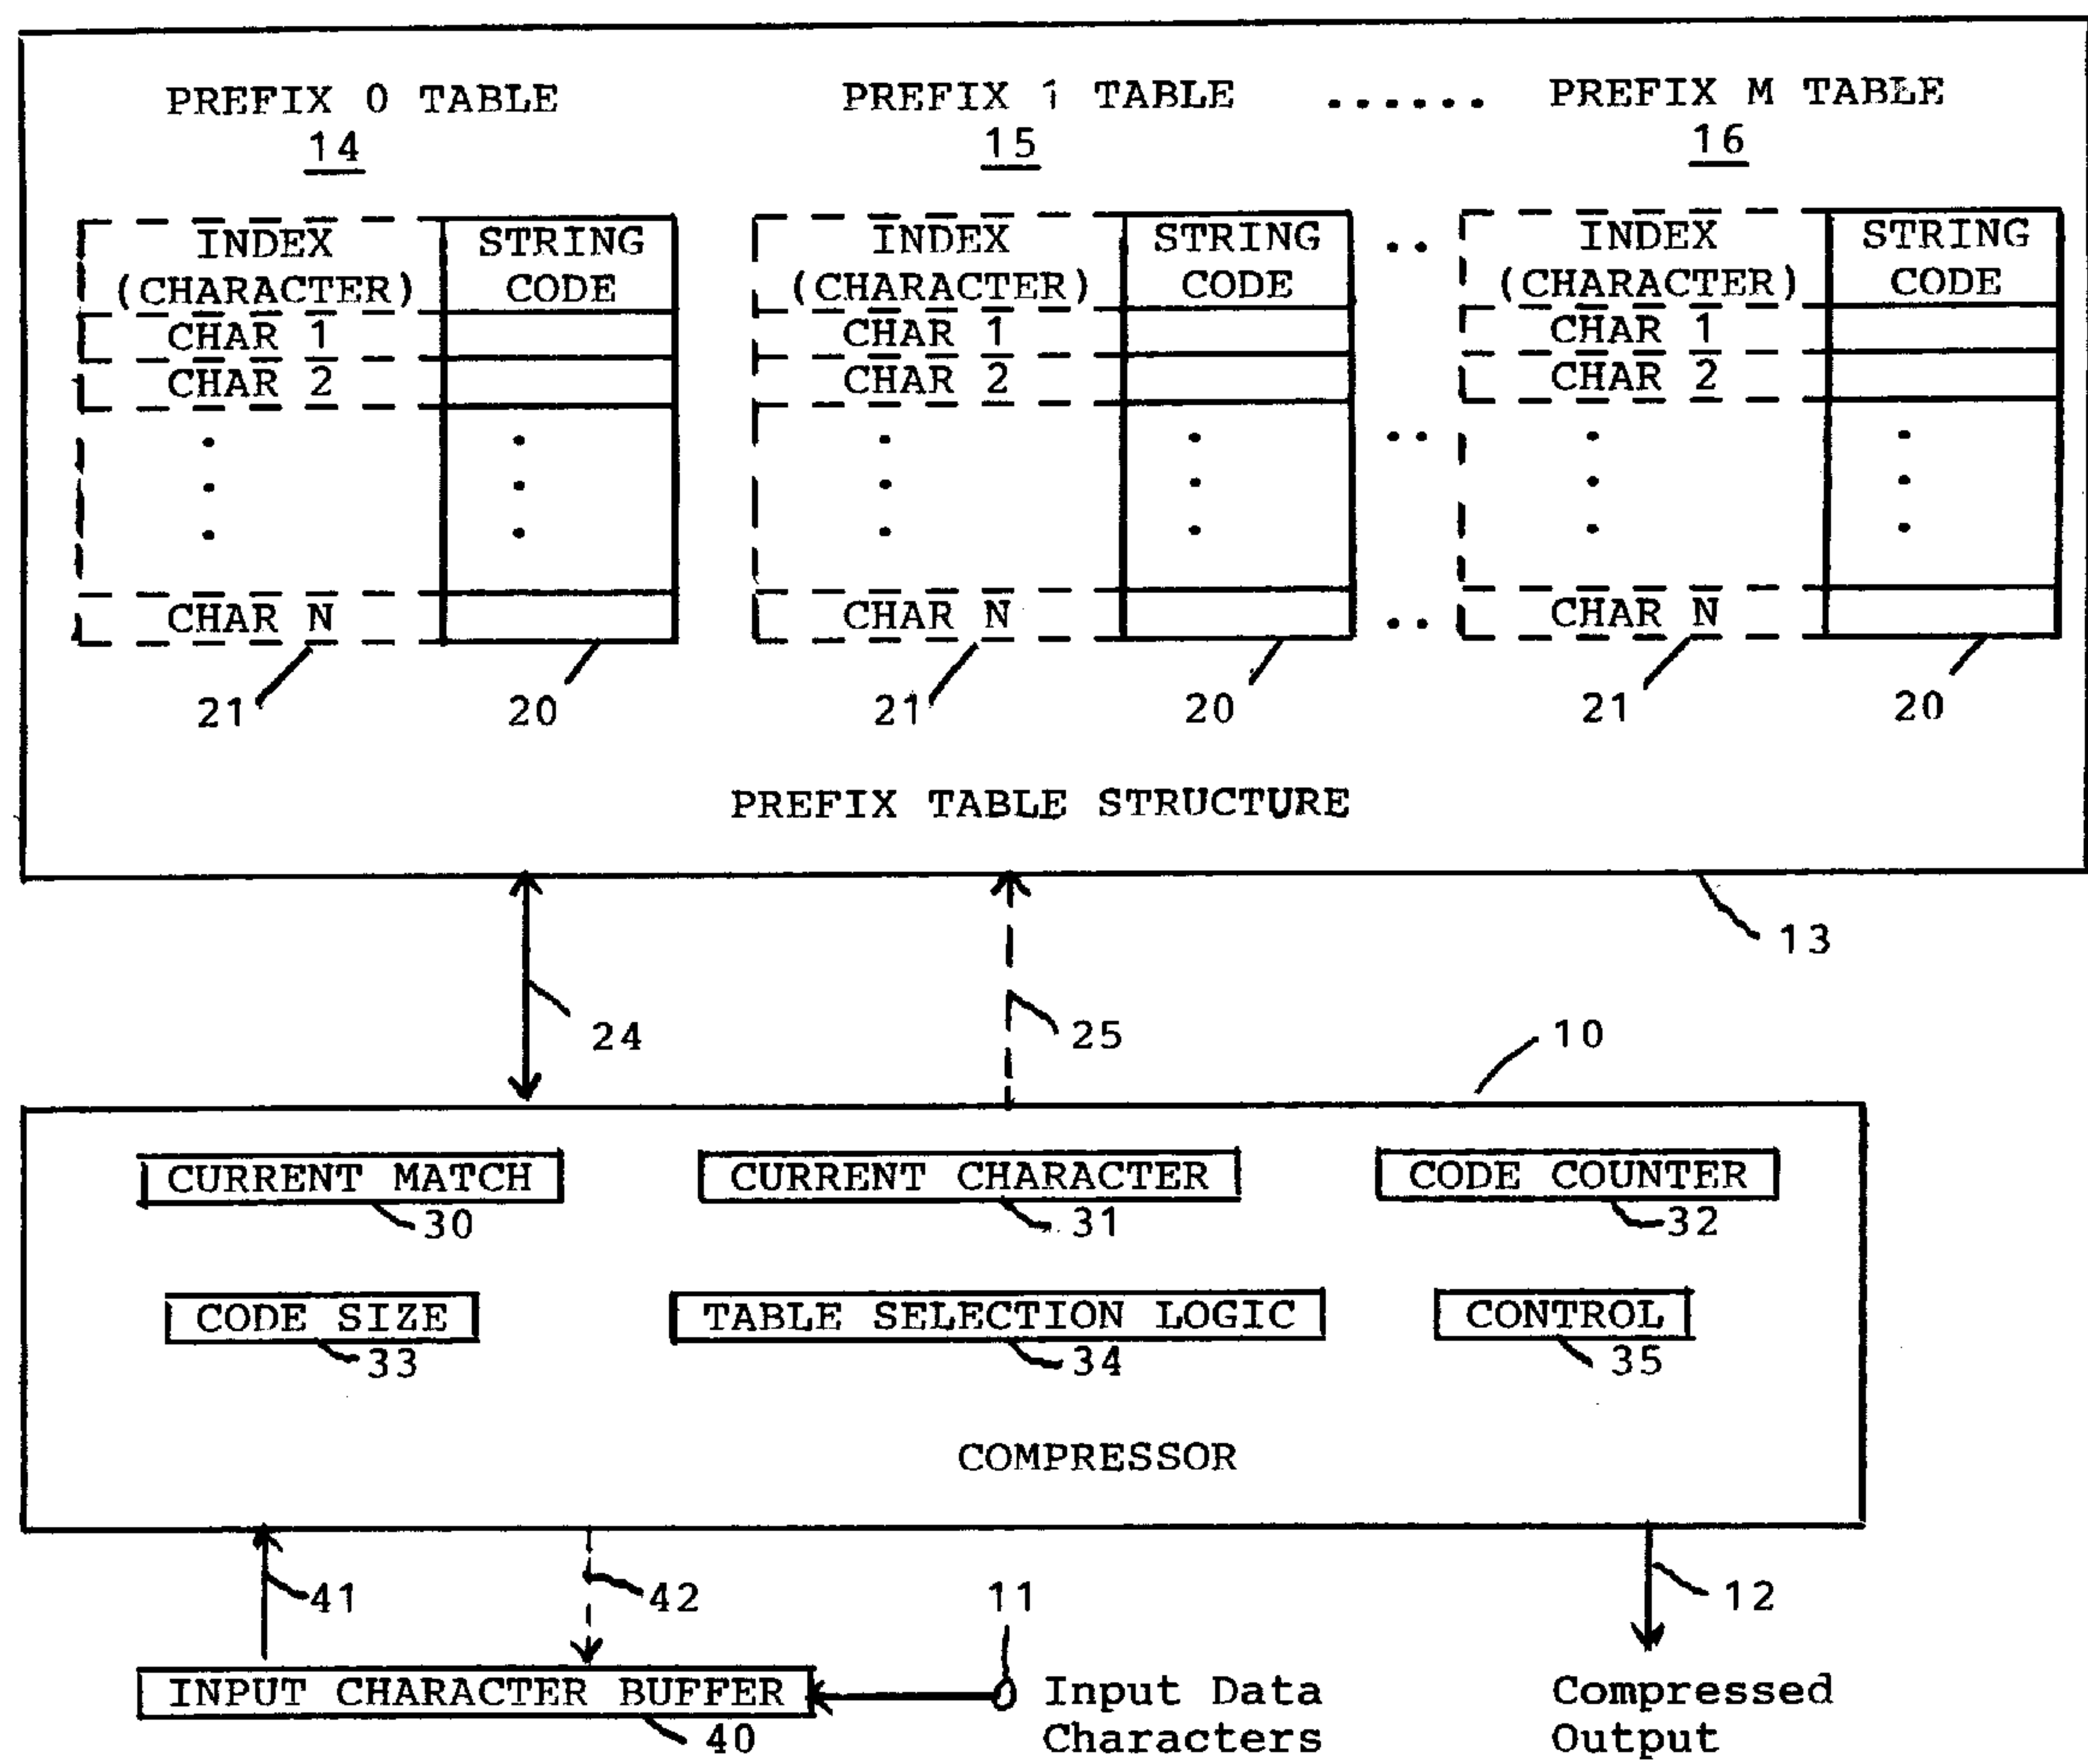 PREFIX 0 TABLE PREFIX 1 TABLE ...... PREFIX M TABLE
14 15 16
INDEX STRING INDEX STRING .. INDEX STRING
(CHARACTER) CODE (CHARACTER) CODE (CHARACTER) CODE
CHAR 1 CHAR 1 CHAR 1
CHAR 2 CHAR 2 CHAR 2
. . . . .. . .
. . . . . .
. . . . . .
CHAR N CHAR N .. CHAR N
21 20 21 20 21 20
PREFIX TABLE STRUCTURE
13
24 25 10
CURRENT MATCH CURRENT CHARACTER CODE COUNTER
30 31 32
CODE SIZE TABLE SELECTION LOGIC CONTROL
33 34 35
COMPRESSOR
41 42 11 12
INPUT CHARACTER BUFFER Input Data Compressed
40 Characters Output